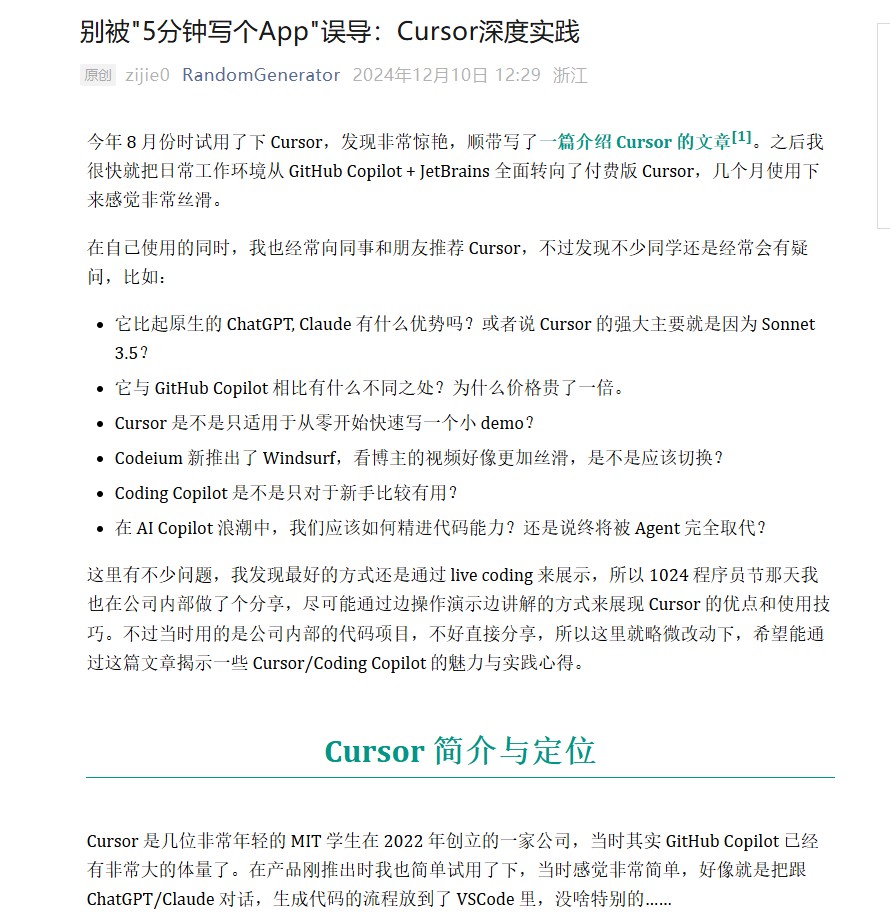 别被"5分钟写个App"误导：Cursor深度实践
原创 zijie0 RandomGenerator 2024年12月10日 12:29 浙江
今年 8 月份时试用了下 Cursor，发现非常惊艳，顺带写了一篇介绍 Cursor 的文章[1]。之后我
很快就把日常工作环境从 GitHub Copilot + JetBrains 全面转向了付费版 Cursor，几个月使用下
来感觉非常丝滑。
在自己使用的同时，我也经常向同事和朋友推荐 Cursor，不过发现不少同学还是经常会有疑
问，比如：
• 它比起原生的 ChatGPT, Claude 有什么优势吗？或者说 Cursor 的强大主要就是因为 Sonnet
3.5？
• 它与 GitHub Copilot 相比有什么不同之处？为什么价格贵了一倍。
• Cursor 是不是只适用于从零开始快速写一个小 demo？
• Codeium 新推出了 Windsurf，看博主的视频好像更加丝滑，是不是应该切换？
• Coding Copilot 是不是只对于新手比较有用？
• 在 AI Copilot 浪潮中，我们应该如何精进代码能力？还是说终将被 Agent 完全取代？
这里有不少问题，我发现最好的方式还是通过 live coding 来展示，所以 1024 程序员节那天我
也在公司内部做了个分享，尽可能通过边操作演示边讲解的方式来展现 Cursor 的优点和使用技
巧。不过当时用的是公司内部的代码项目，不好直接分享，所以这里就略微改动下，希望能通
过这篇文章揭示一些 Cursor/Coding Copilot 的魅力与实践心得。
Cursor 简介与定位
Cursor 是几位非常年轻的 MIT 学生在 2022 年创立的一家公司，当时其实 GitHub Copilot 已经
有非常大的体量了。在产品刚推出时我也简单试用了下，当时感觉非常简单，好像就是把跟
ChatGPT/Claude 对话，生成代码的流程放到了 VSCode 里，没啥特别的……